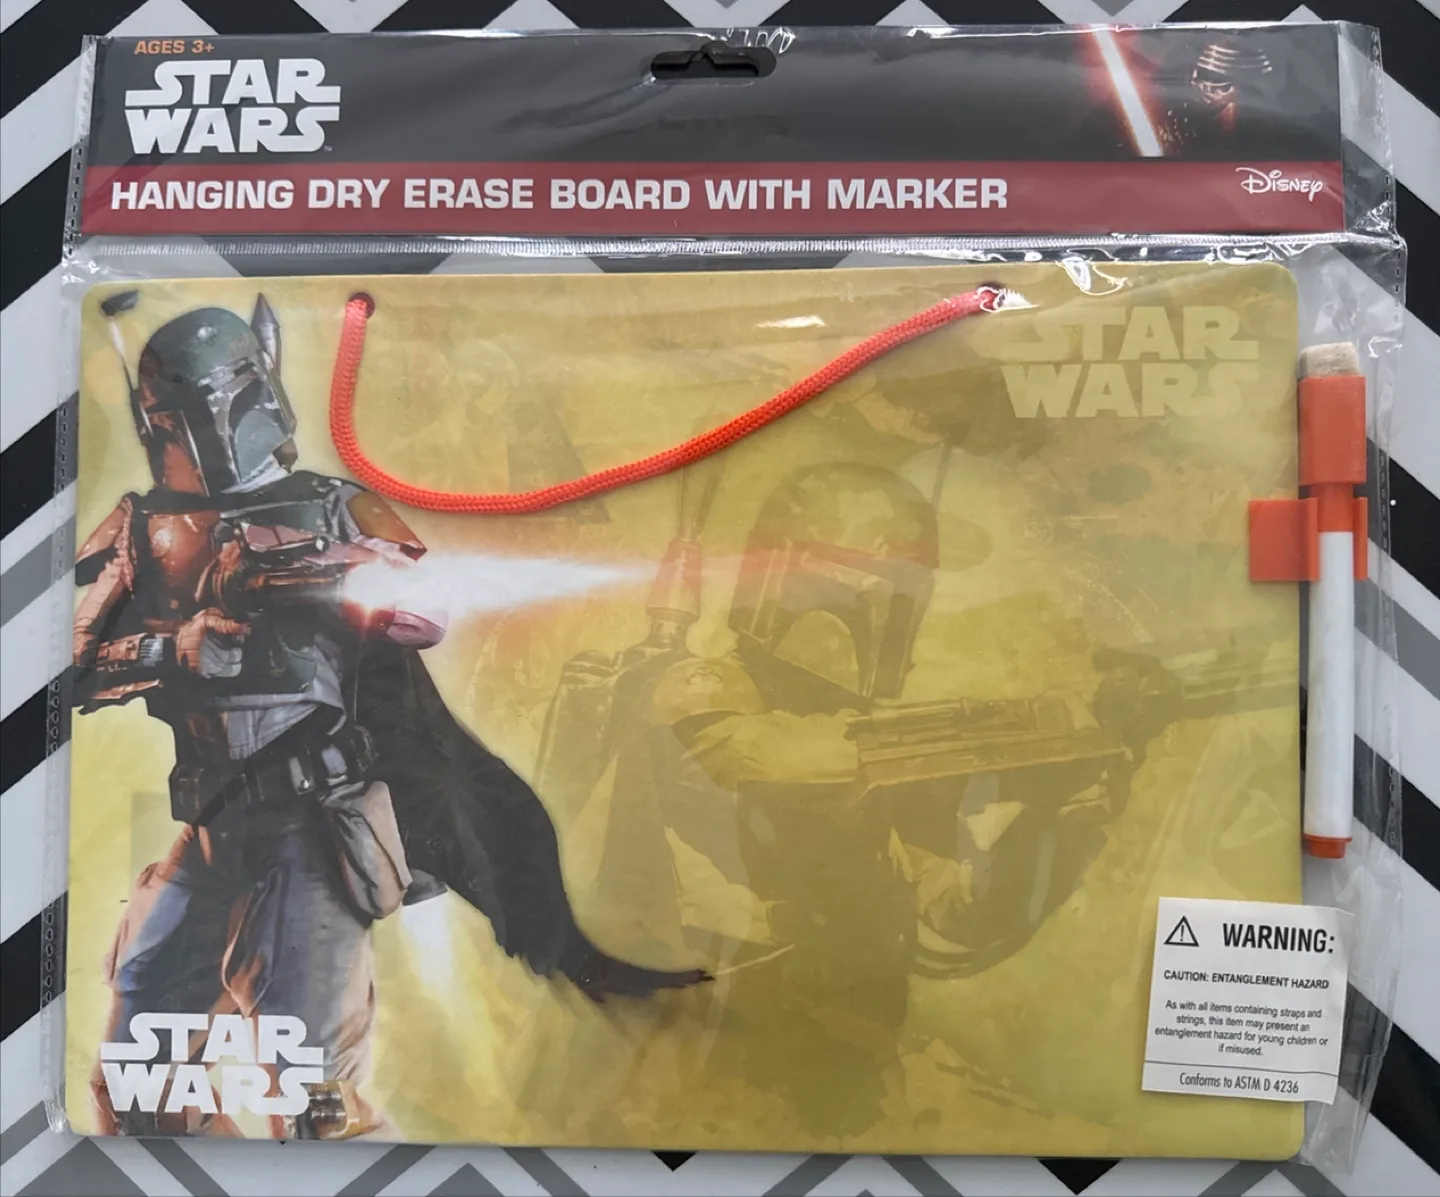 AGES 3+
STAR
WARS™
HANGING DRY ERASE BOARD WITH MARKER
Disney
STAR
WARS
STAR
WARS
WARNING:
CAUTION: ENTANGLEMENT HAZARD
As with all items containing straps and
strings, this item may present an
entanglement hazard for young children or
if misused.
Conforms to ASTM D 4236